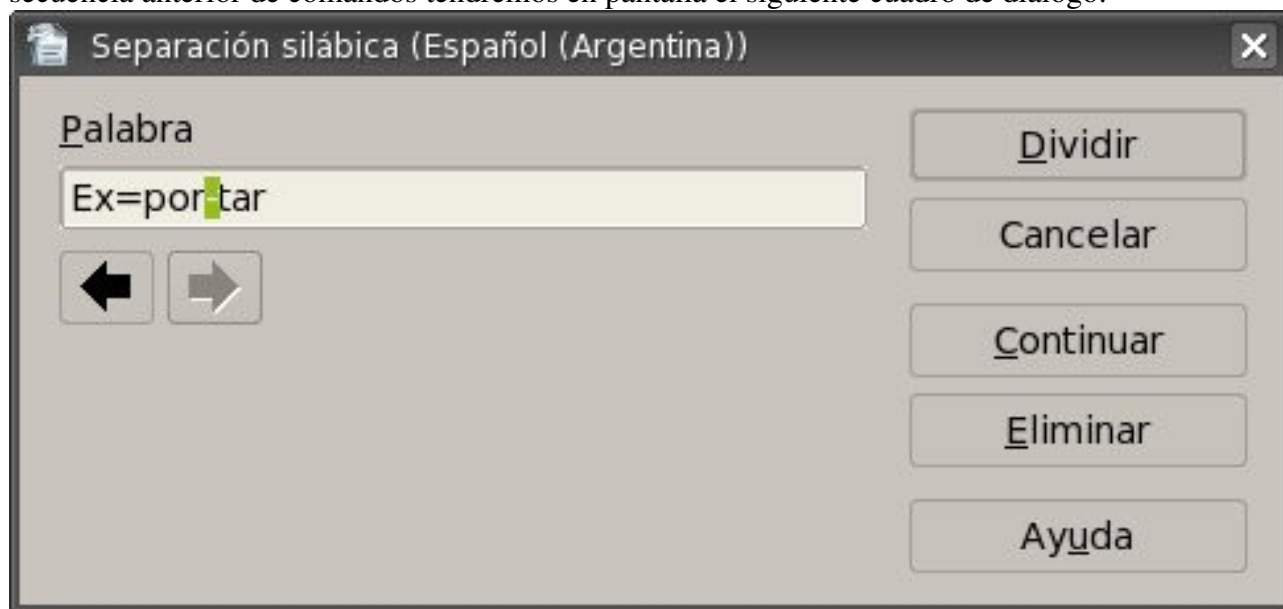 secuencia anterior de comandos tendremos en pantalla el siguiente cuadro de diálogo:
Separación silábica (Español (Argentina))
Palabra
Ex=por-tar
Dividir
Cancelar
Continuar
Eliminar
Ayuda